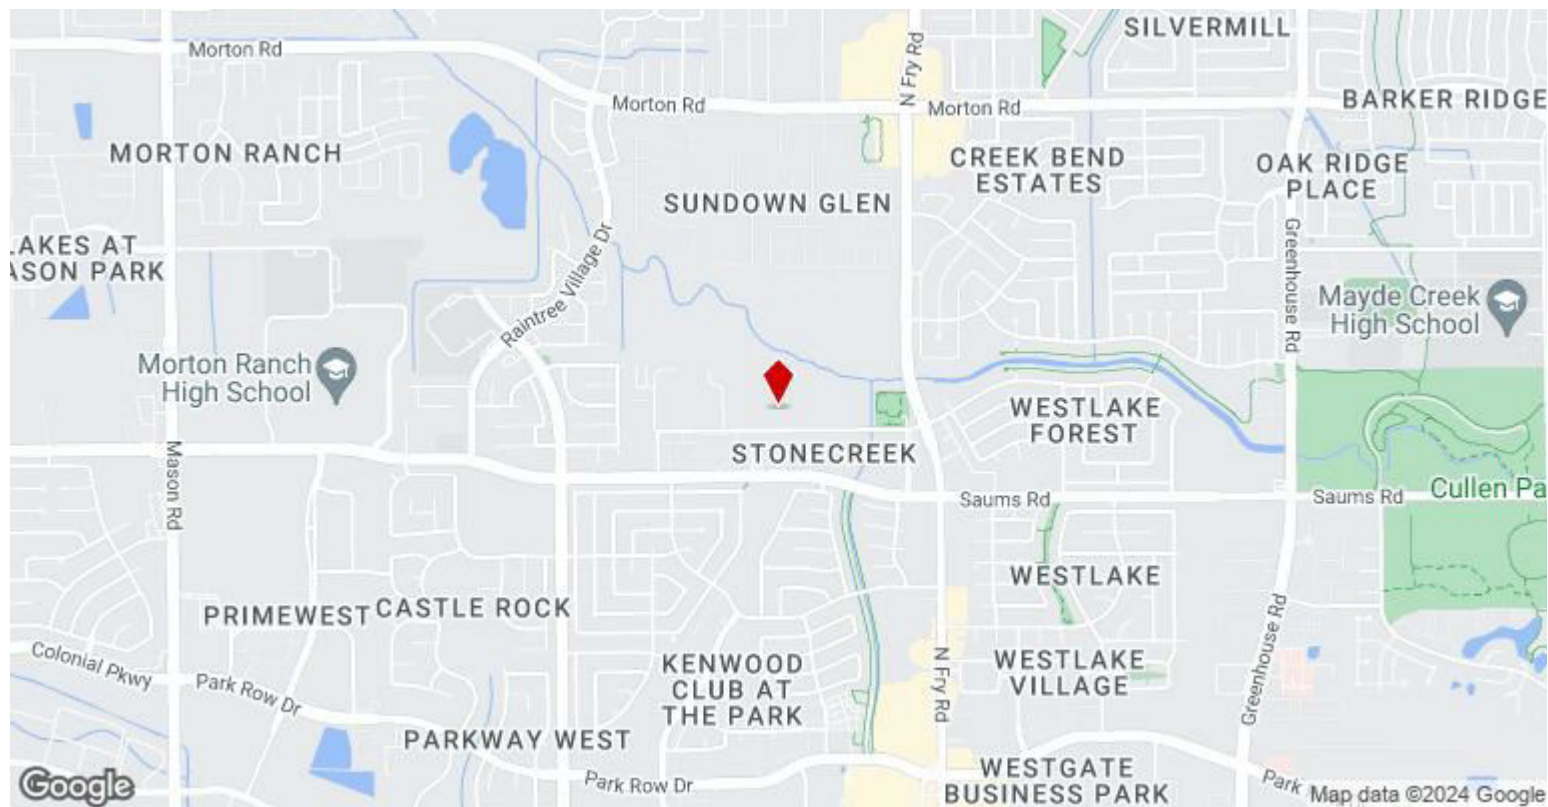 SILVERMILL
Morton Rd
N Fry Rd
Morton Rd
Morton Rd
BARKER RIDGE
MORTON RANCH
CREEK BEND
ESTATES
OAK RIDGE
PLACE
SUNDOWN GLEN
LAKES AT
ASON PARK
Raintree Village Dr
Greenhouse Rd
Mayde Creek
High School
Morton Ranch
High School
WESTLAKE
FOREST
STONECREEK
Mason Rd
Saums Rd
Saums Rd
Cullen Pa
WESTLAKE
PRIMEWEST
CASTLE ROCK
Colonial Pkwy
Park Row Dr
KENWOOD
CLUB AT
THE PARK
N Fry Rd
WESTLAKE
VILLAGE
Greenhouse Rd
PARKWAY WEST
Park Row Dr
WESTGATE
BUSINESS PARK
Park
Google
Map data ©2024 Google